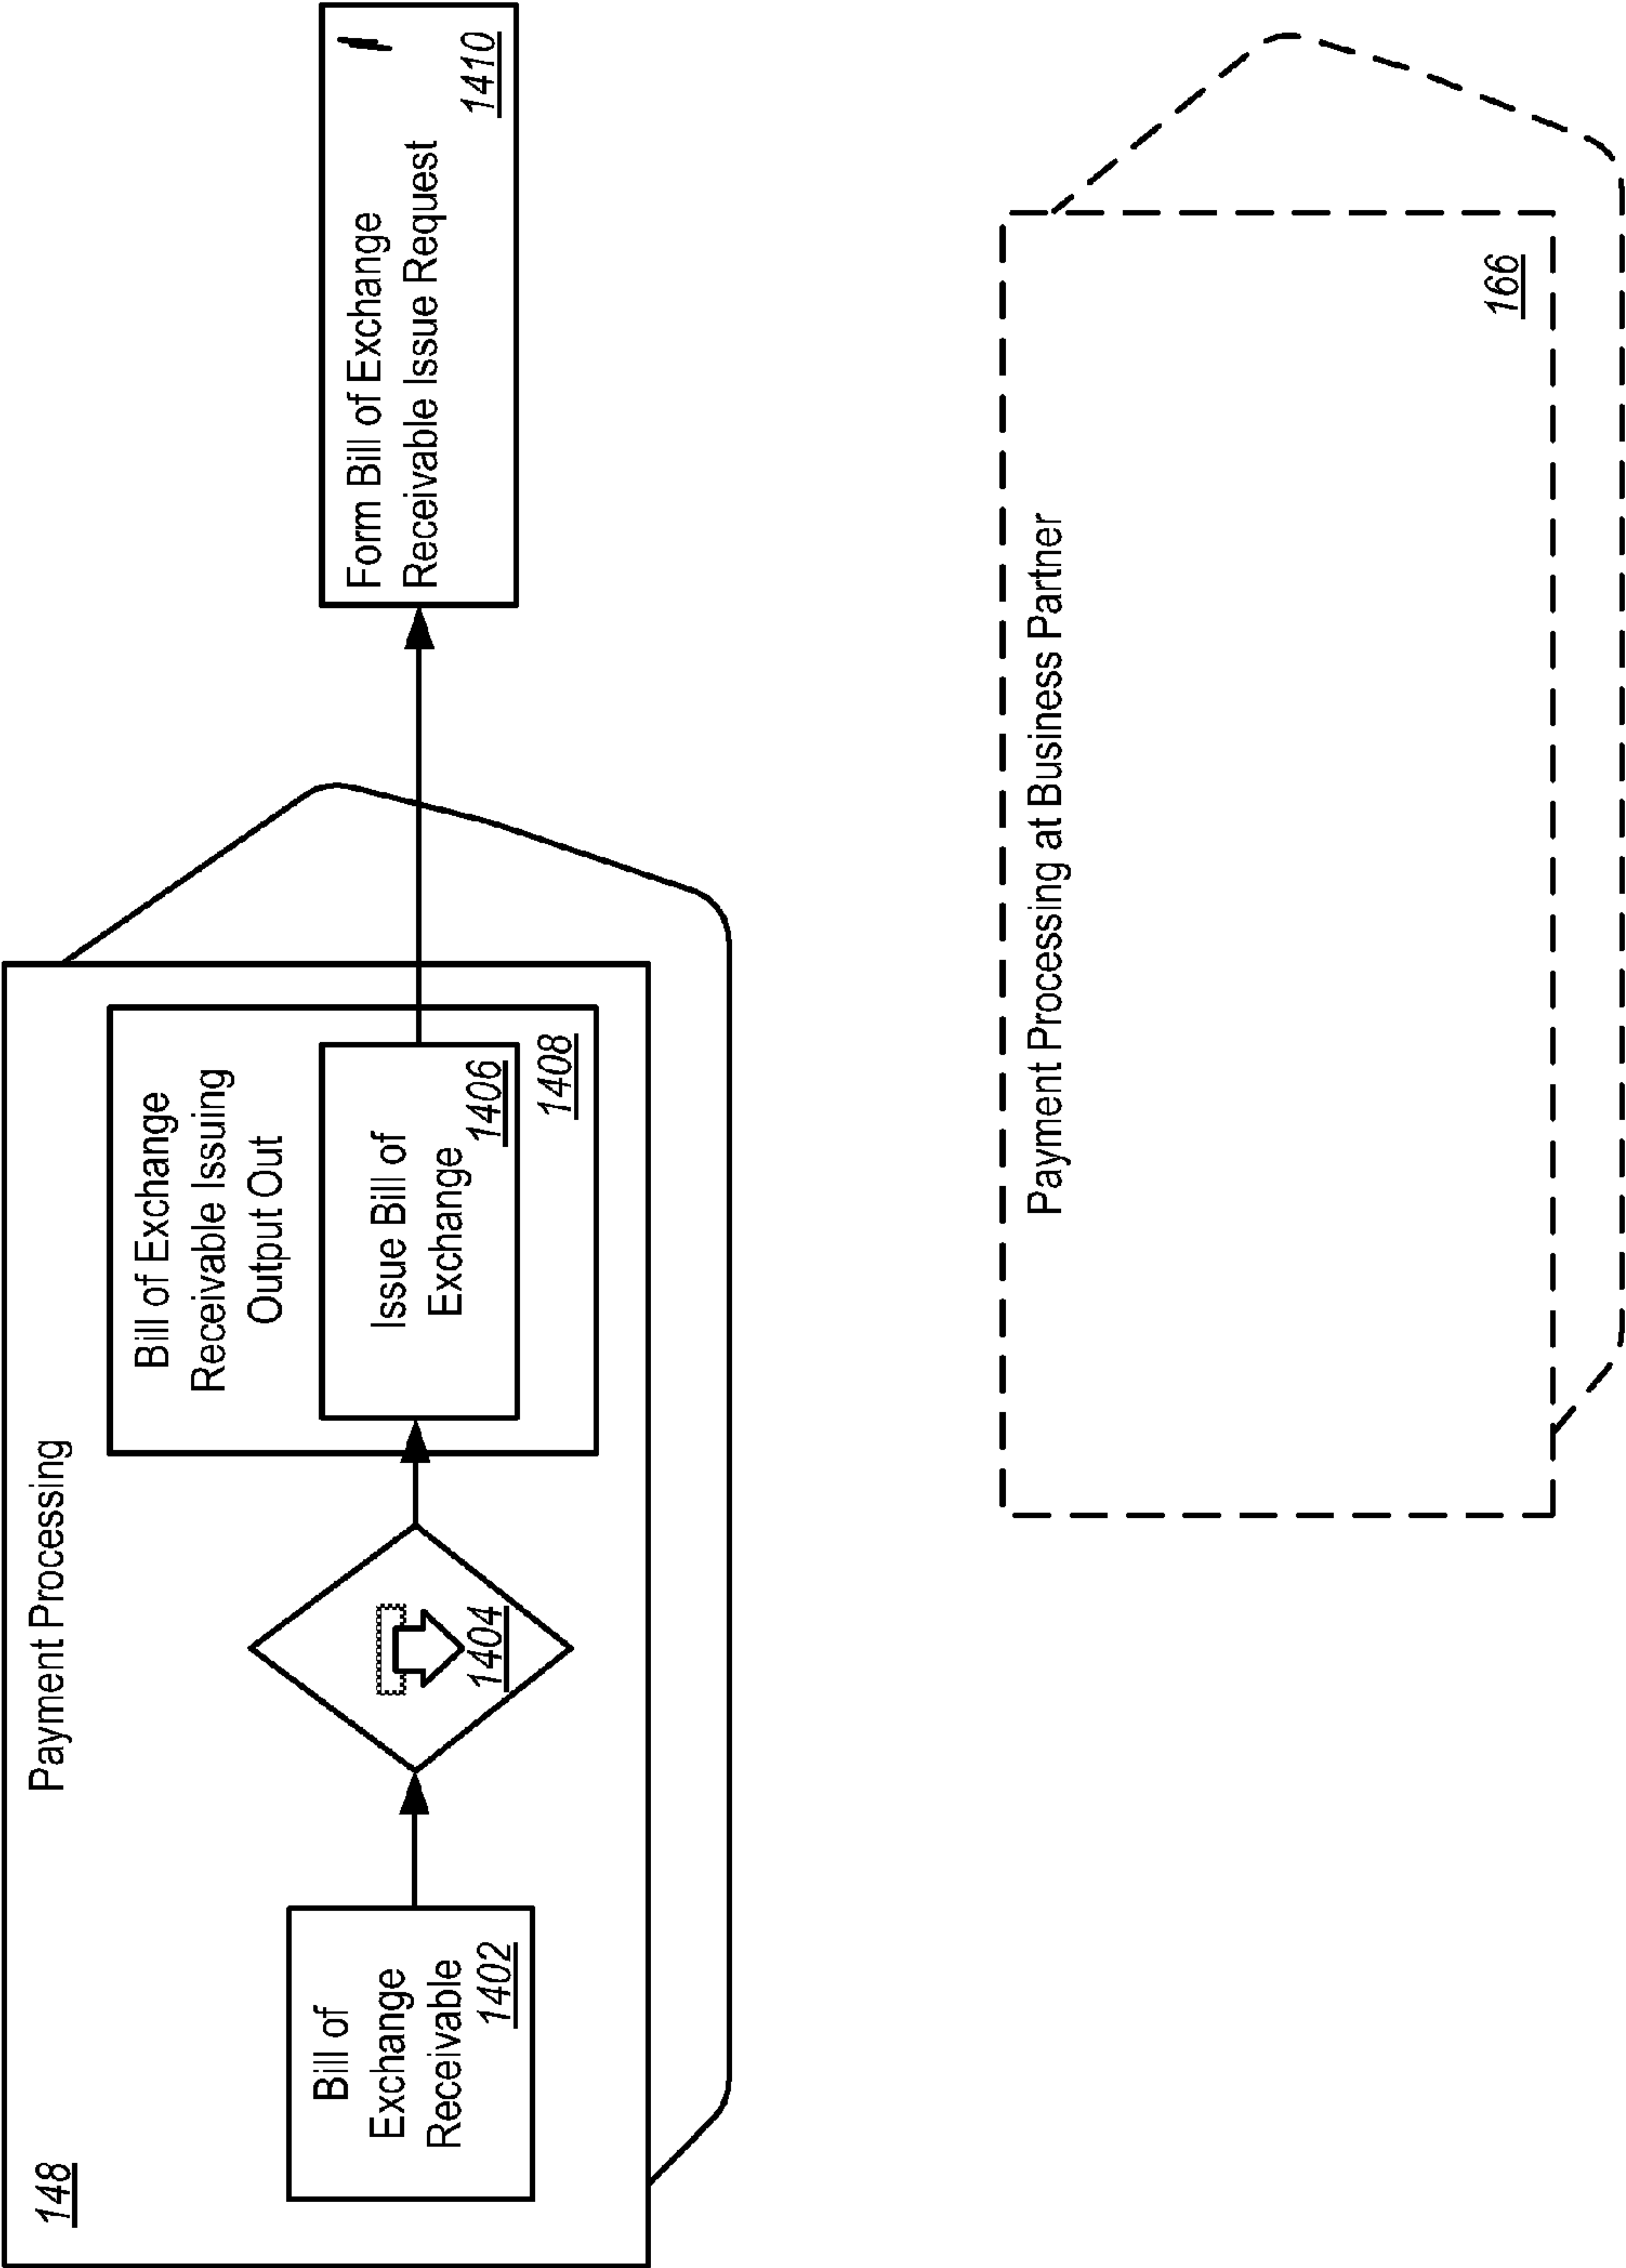 148
Payment Processing
Bill of
Exchange
Receivable
1402
1404
Bill of Exchange
Receivable Issuing
Output Out
Issue Bill of
Exchange
1406
1408
Form Bill of Exchange
Receivable Issue Request
1410
Payment Processing at Business Partner
166